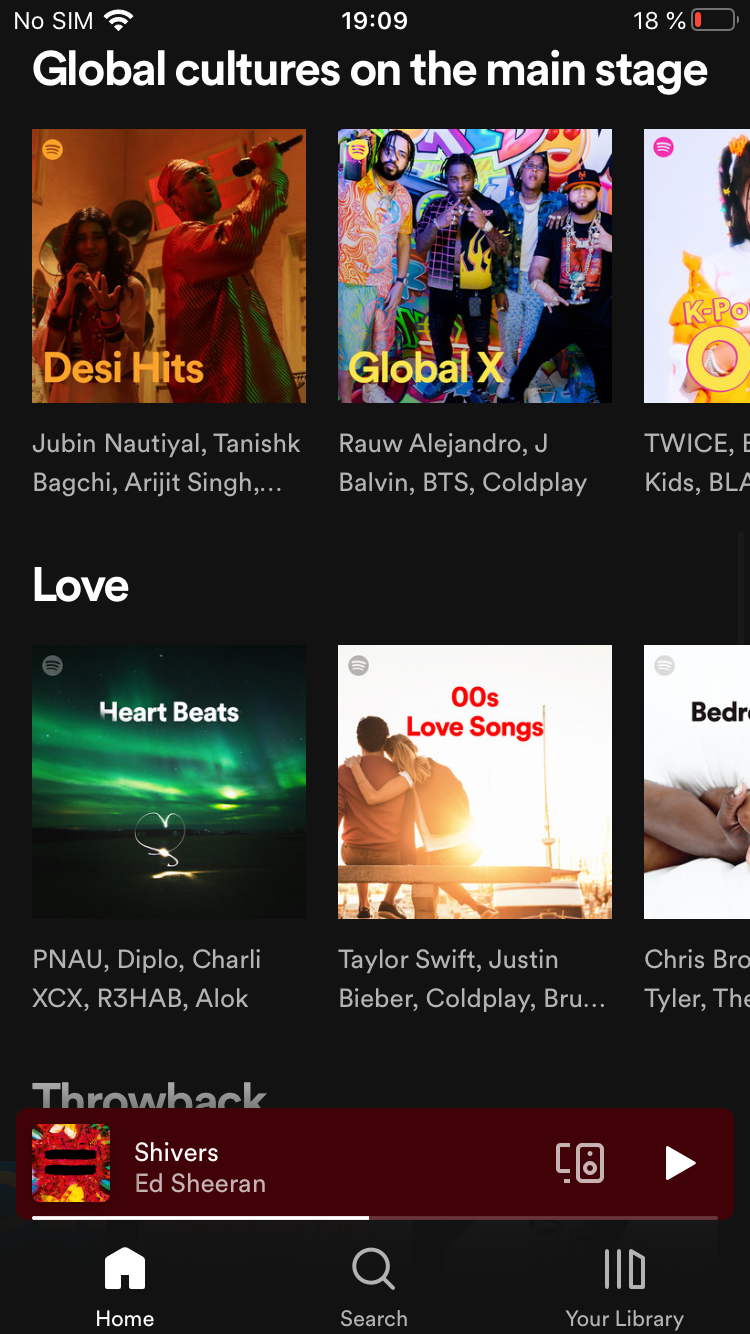 No SIM 19:09 18 %
Global cultures on the main stage
Desi Hits
Global X
K-Po
Jubin Nautiyal, Tanishk
Bagchi, Arijit Singh,...
Rauw Alejandro, J
Balvin, BTS, Coldplay
TWICE,
Kids, BLA
Love
Heart Beats
00s
Love Songs
Bedr
PNAU, Diplo, Charli
XCX, R3HAB, Alok
Taylor Swift, Justin
Bieber, Coldplay, Bru...
Chris Bro
Tyler, The
Throwback
Shivers
Ed Sheeran
Home
Search
Your Library